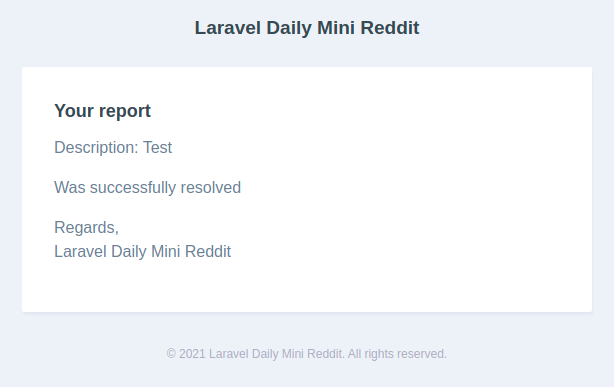 Laravel Daily Mini Reddit
Your report
Description: Test
Was successfully resolved
Regards,
Laravel Daily Mini Reddit
© 2021 Laravel Daily Mini Reddit. All rights reserved.